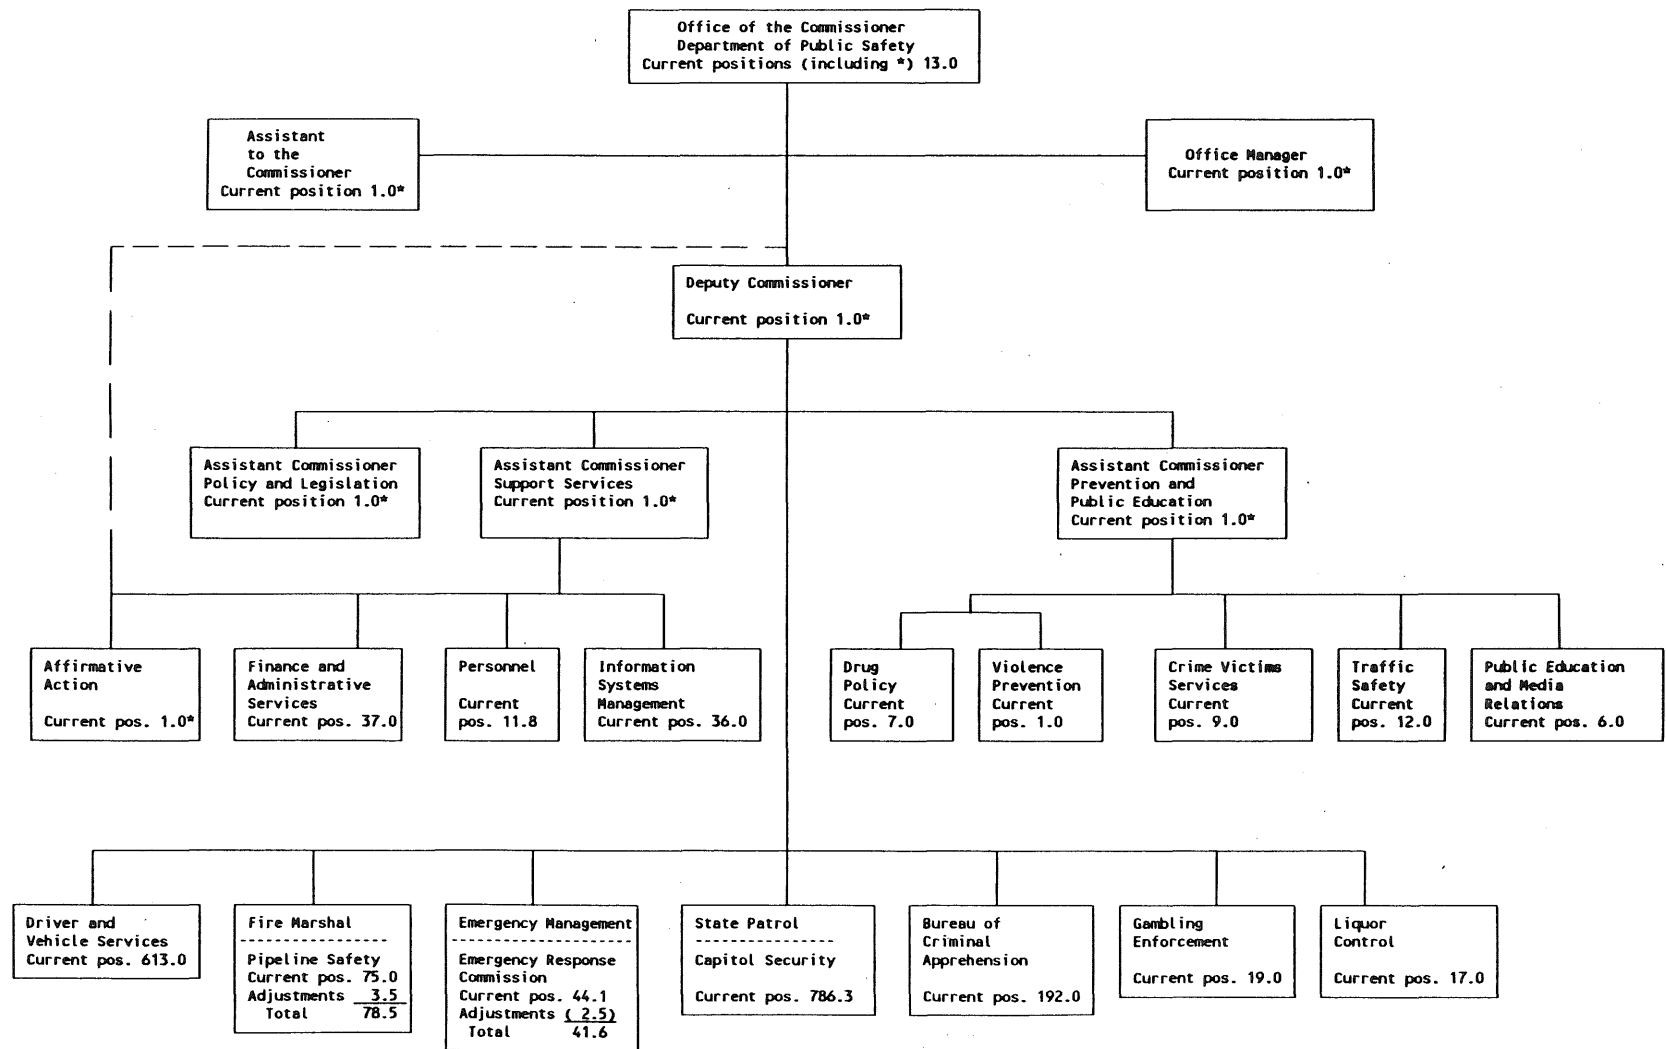 Office of the Commissioner
Department of Public Safety
Current positions (including *) 13.0
Assistant
to the
Commissioner
Current position 1.0*
Office Manager
Current position 1.0*
Deputy Commissioner
Current position 1.0*
Assistant Commissioner
Policy and Legislation
Current position 1.0*
Assistant Commissioner
Support Services
Current position 1.0*
Assistant Commissioner
Prevention and
Public Education
Current position 1.0*
Affirmative
Action
Current pos. 1.0*
Finance and
Administrative
Services
Current pos. 37.0
Personnel
Current
pos. 11.8
Information
Systems
Management
Current pos. 36.0
Drug
Policy
Current
pos. 7.0
Violence
Prevention
Current
pos. 1.0
Crime Victims
Services
Current
pos. 9.0
Traffic
Safety
Current
pos. 12.0
Public Education
and Media
Relations
Current pos. 6.0
Driver and
Vehicle Services
Current pos. 613.0
Fire Marshal
Pipeline Safety
Current pos. 75.0
Adjustments 3.5
Total 78.5
Emergency Management
Emergency Response
Commission
Current pos. 44.1
Adjustments ( 2.5)
Total 41.6
State Patrol
Capitol Security
Current pos. 786.3
Bureau of
Criminal
Apprehension
Current pos. 192.0
Gambling
Enforcement
Current pos. 19.0
Liquor
Control
Current pos. 17.0